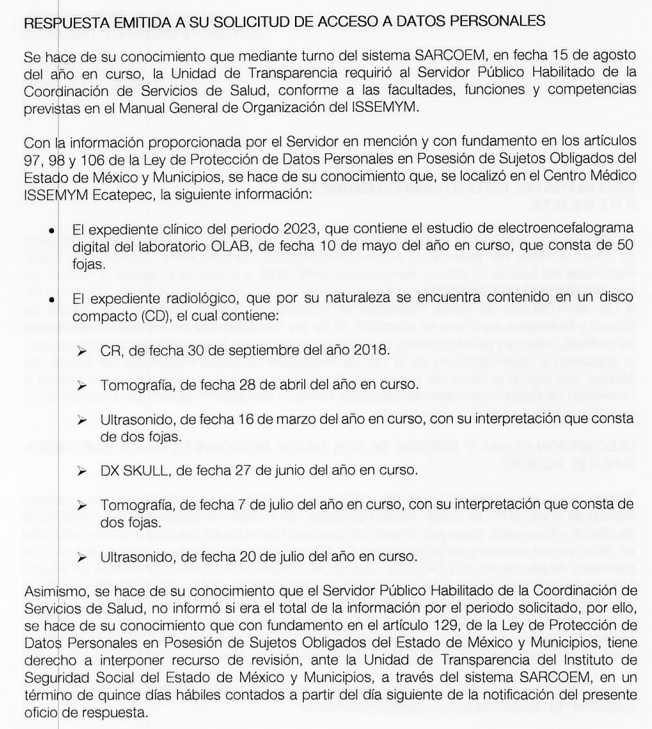 RESPUESTA EMITIDA A SU SOLICITUD DE ACCESO A DATOS PERSONALES
Se hace de su conocimiento que mediante turno del sistema SARCOEM, en fecha 15 de agosto
del año en curso, la Unidad de Transparencia requirió al Servidor Público Habilitado de la
Coordinación de Servicios de Salud, conforme a las facultades, funciones y competencias
previstas en el Manual General de Organización del ISSEMYM.
Con la información proporcionada por el Servidor en mención y con fundamento en los artículos
97, 98 y 106 de la Ley de Protección de Datos Personales en Posesión de Sujetos Obligados del
Estado de México y Municipios, se hace de su conocimiento que, se localizó en el Centro Médico
ISSEMYM Ecatepec, la siguiente información:
• El expediente clínico del periodo 2023, que contiene el estudio de electroencefalograma
digital del laboratorio OLAB, de fecha 10 de mayo del año en curso, que consta de 50
fojas.
• El expediente radiológico, que por su naturaleza se encuentra contenido en un disco
compacto (CD), el cual contiene:
➢ CR, de fecha 30 de septiembre del año 2018.
➢ Tomografía, de fecha 28 de abril del año en curso.
➢ Ultrasonido, de fecha 16 de marzo del año en curso, con su interpretación que consta
de dos fojas.
➢ DX SKULL, de fecha 27 de junio del año en curso.
➢ Tomografía, de fecha 7 de julio del año en curso, con su interpretación que consta de
dos fojas.
➢ Ultrasonido, de fecha 20 de julio del año en curso.
Asimismo, se hace de su conocimiento que el Servidor Público Habilitado de la Coordinación de
Servicios de Salud, no informó si era el total de la información por el periodo solicitado, por ello,
se hace de su conocimiento que con fundamento en el artículo 129, de la Ley de Protección de
Datos Personales en Posesión de Sujetos Obligados del Estado de México y Municipios, tiene
derecho a interponer recurso de revisión, ante la Unidad de Transparencia del Instituto de
Seguridad Social del Estado de México y Municipios, a través del sistema SARCOEM, en un
término de quince días hábiles contados a partir del día siguiente de la notificación del presente
oficio de respuesta.